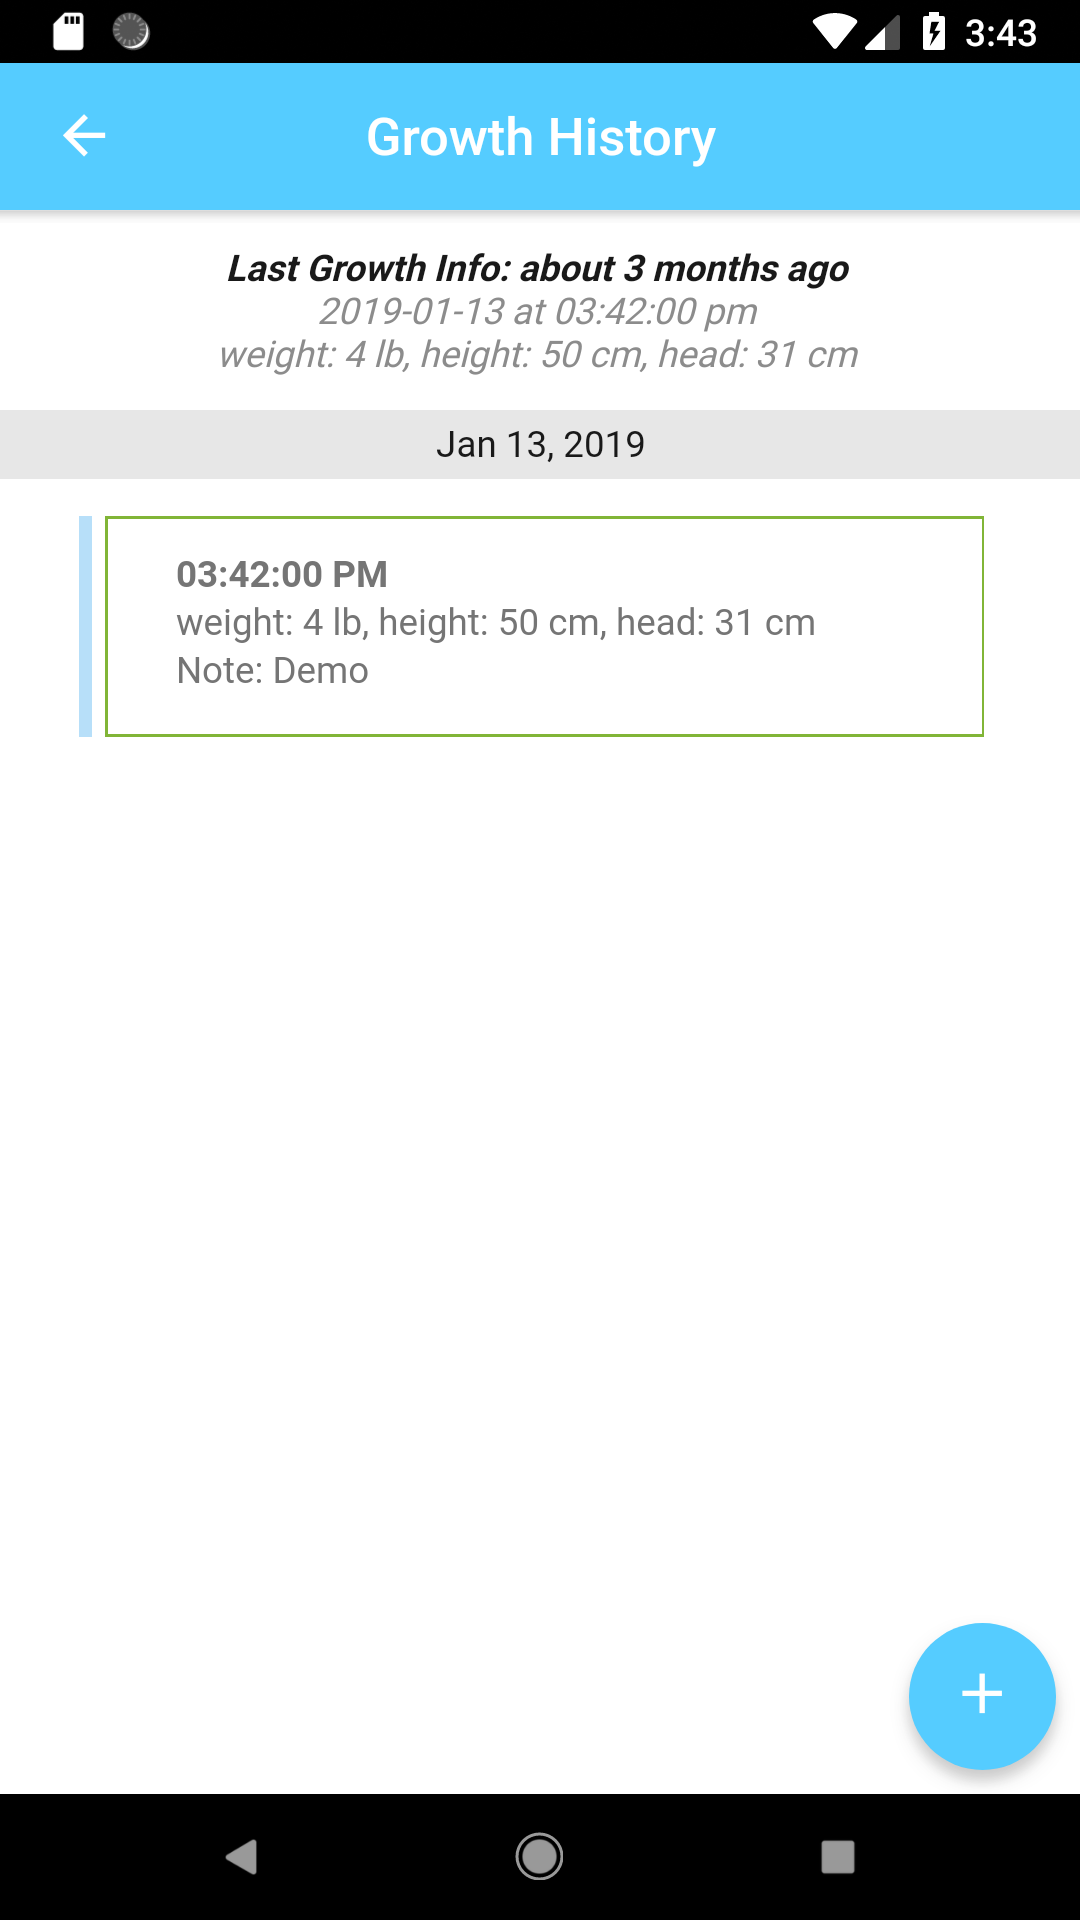 3:43
Growth History
Last Growth Info: about 3 months ago
2019-01-13 at 03:42:00 pm
weight: 4 lb, height: 50 cm, head: 31 cm
Jan 13, 2019
03:42:00 PM
weight: 4 lb, height: 50 cm, head: 31 cm
Note: Demo